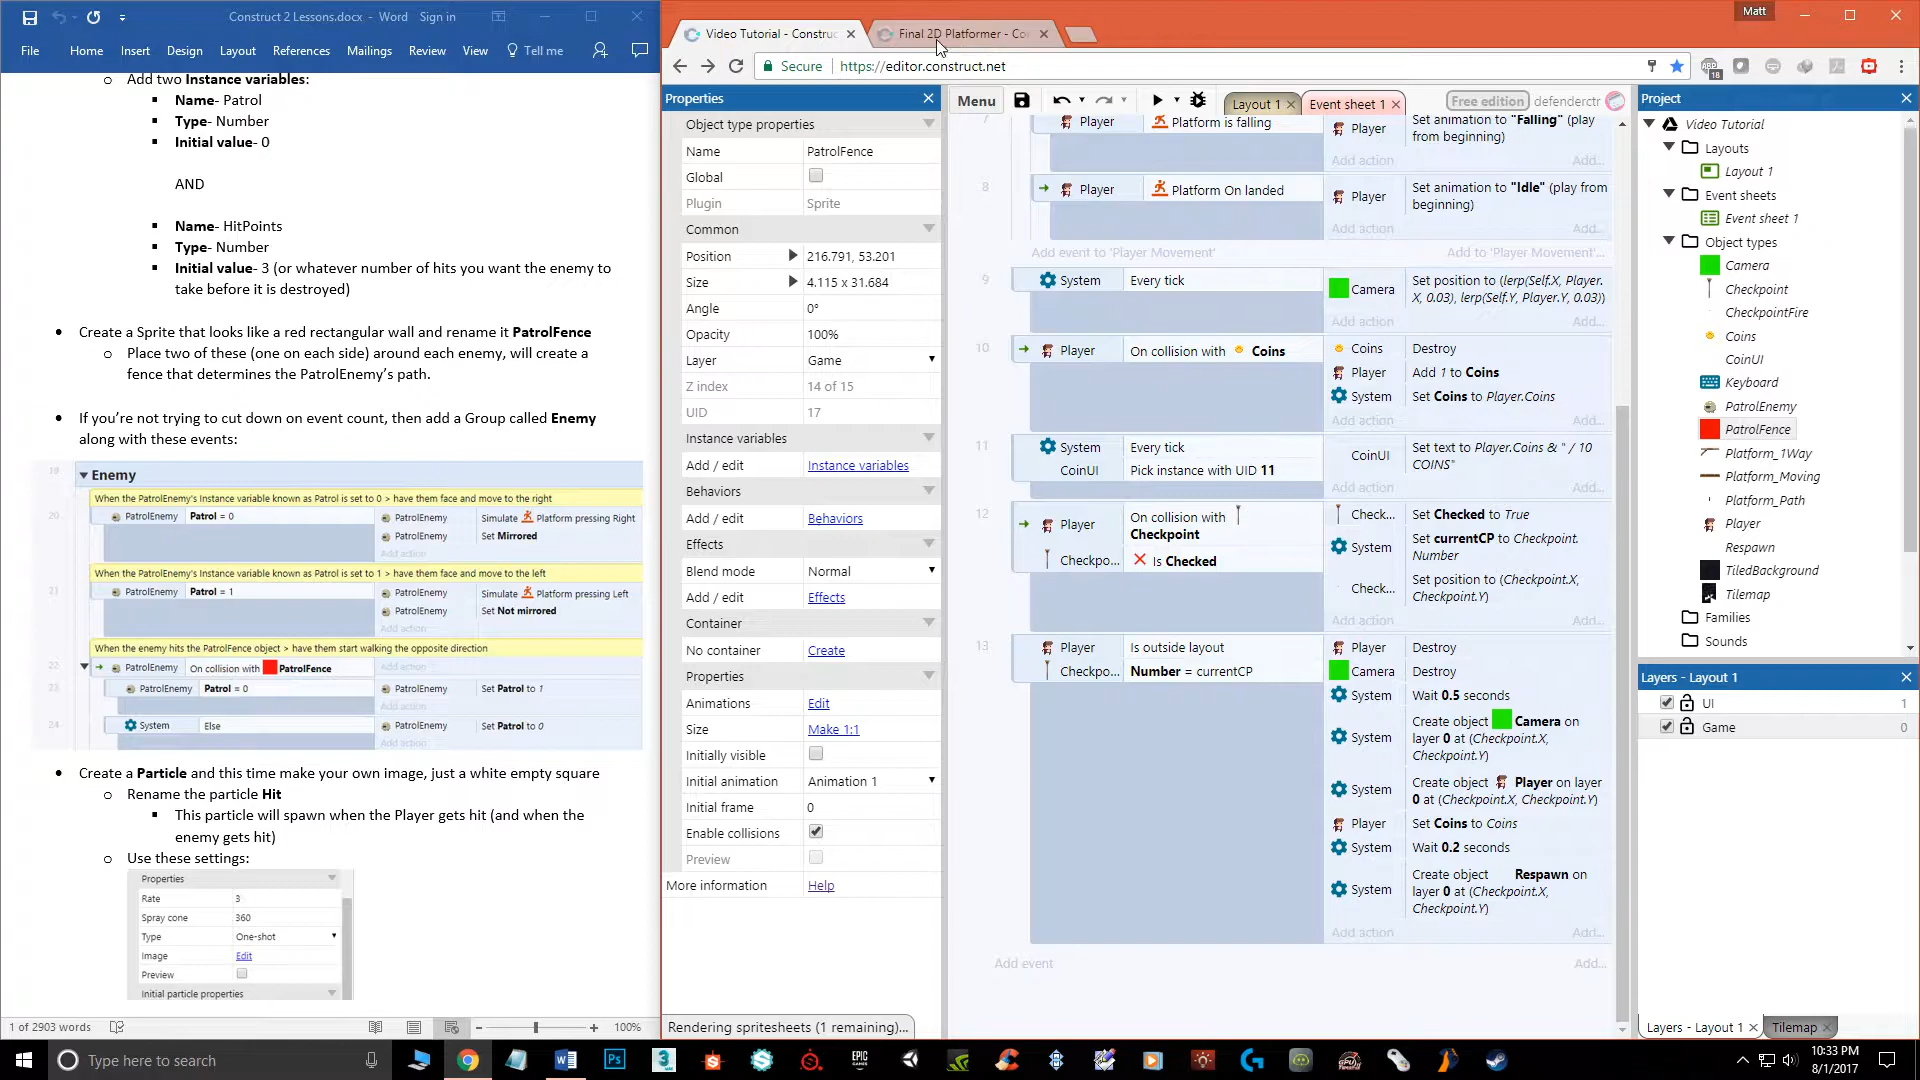 Construct 2 Lessons.docx - Word
Sign in
File Home Insert Design Layout References Mailings Review View Tell me
o Add two Instance variables:
▪ Name- Patrol
▪ Type- Number
▪ Initial value- 0
AND
▪ Name- HitPoints
▪ Type- Number
▪ Initial value- 3 (or whatever number of hits you want the enemy to
take before it is destroyed)
• Create a Sprite that looks like a red rectangular wall and rename it PatrolFence
o Place two of these (one on each side) around each enemy, will create a
fence that determines the PatrolEnemy's path.
• If you're not trying to cut down on event count, then add a Group called Enemy
along with these events:
19 Enemy
When the PatrolEnemy's Instance variable known as Patrol is set to 0 > have them face and move to the right
20 PatrolEnemy Patrol = 0 PatrolEnemy Simulate Platform pressing Right
PatrolEnemy Set Mirrored
Add action
When the PatrolEnemy's Instance variable known as Patrol is set to 1 > have them face and move to the left
21 PatrolEnemy Patrol = 1 PatrolEnemy Simulate Platform pressing Left
PatrolEnemy Set Not mirrored
Add action
When the enemy hits the PatrolFence object > have them start walking the opposite direction
22 PatrolEnemy On collision with PatrolFence Add action
23 PatrolEnemy Patrol = 0 PatrolEnemy Set Patrol to 1
Add action
24 System Else PatrolEnemy Set Patrol to 0
Add action
• Create a Particle and this time make your own image, just a white empty square
o Rename the particle Hit
▪ This particle will spawn when the Player gets hit (and when the
enemy gets hit)
o Use these settings:
Properties
Rate 3
Spray cone 360
Type One-shot
Image Edit
Preview
Initial particle properties
1 of 2903 words
100%
Matt
Video Tutorial - Construc
Final 2D Platformer - Co
Secure https://editor.construct.net
18
Properties
Object type properties
Name PatrolFence
Global
Plugin Sprite
Common
Position 216.791, 53.201
Size 4.115 x 31.684
Angle 0°
Opacity 100%
Layer Game
Z index 14 of 15
UID 17
Instance variables
Add / edit Instance variables
Behaviors
Add / edit Behaviors
Effects
Blend mode Normal
Add / edit Effects
Container
No container Create
Properties
Animations Edit
Size Make 1:1
Initially visible
Initial animation Animation 1
Initial frame 0
Enable collisions
Preview
More information Help
Rendering spritesheets (1 remaining)...
Menu
Layout 1
Event sheet 1
Free edition
defenderctr
7 Player Platform is falling Player Set animation to "Falling" (play
from beginning)
Add action Add...
8 Player Platform On landed Player Set animation to "Idle" (play from
beginning)
Add action Add...
Add event to 'Player Movement' Add to 'Player Movement'...
9 System Every tick Camera Set position to (lerp(Self.X, Player.
X, 0.03), lerp(Self.Y, Player.Y, 0.03))
Add action Add...
10 Player On collision with Coins Coins Destroy
Player Add 1 to Coins
System Set Coins to Player.Coins
Add action Add...
11 System Every tick CoinUI Set text to Player.Coins & " / 10
COINS"
CoinUI Pick instance with UID 11
Add action Add...
12 Player On collision with
Checkpoint
Check... Set Checked to True
Checkpo... Is Checked
System Set currentCP to Checkpoint.
Number
Check... Set position to (Checkpoint.X,
Checkpoint.Y)
Add action Add...
13 Player Is outside layout Player Destroy
Checkpo... Number = currentCP Camera Destroy
System Wait 0.5 seconds
System Create object Camera on
layer 0 at (Checkpoint.X,
Checkpoint.Y)
System Create object Player on layer
0 at (Checkpoint.X, Checkpoint.Y)
Player Set Coins to Coins
System Wait 0.2 seconds
System Create object Respawn on
layer 0 at (Checkpoint.X,
Checkpoint.Y)
Add action Add...
Add event Add...
Project
Video Tutorial
Layouts
Layout 1
Event sheets
Event sheet 1
Object types
Camera
Checkpoint
CheckpointFire
Coins
CoinUI
Keyboard
PatrolEnemy
PatrolFence
Platform_1Way
Platform_Moving
Platform_Path
Player
Respawn
TiledBackground
Tilemap
Families
Sounds
Layers - Layout 1
UI 1
Game 0
Layers - Layout 1
Tilemap
Type here to search
10:33 PM
8/1/2017